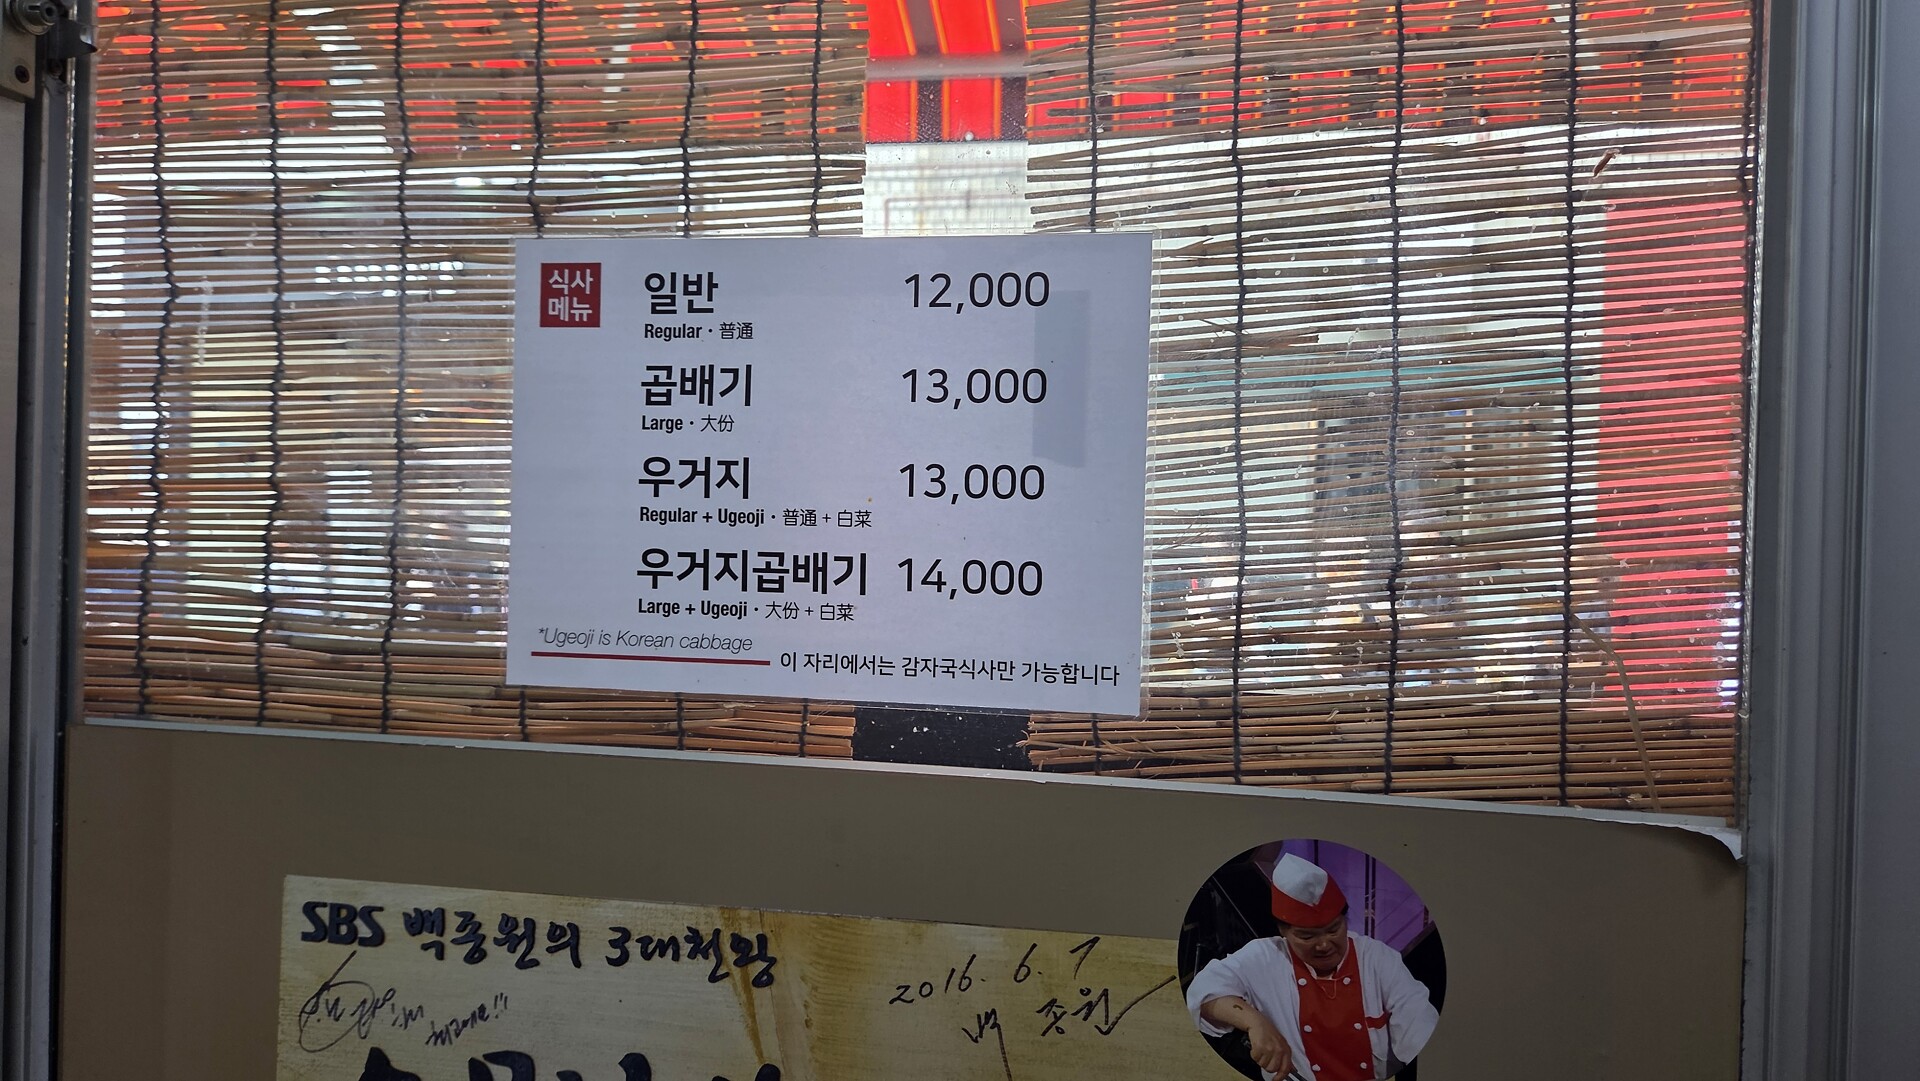 식사
메뉴
일반 12,000
Regular · 普通
곱배기 13,000
Large · 大份
우거지 13,000
Regular + Ugeoji · 普通 + 白菜
우거지곱배기 14,000
Large + Ugeoji · 大份 + 白菜
*Ugeoji is Korean cabbage
이 자리에서는 감자국식사만 가능합니다
SBS 백종원의 3대천왕
2016. 6. 7
백 종원